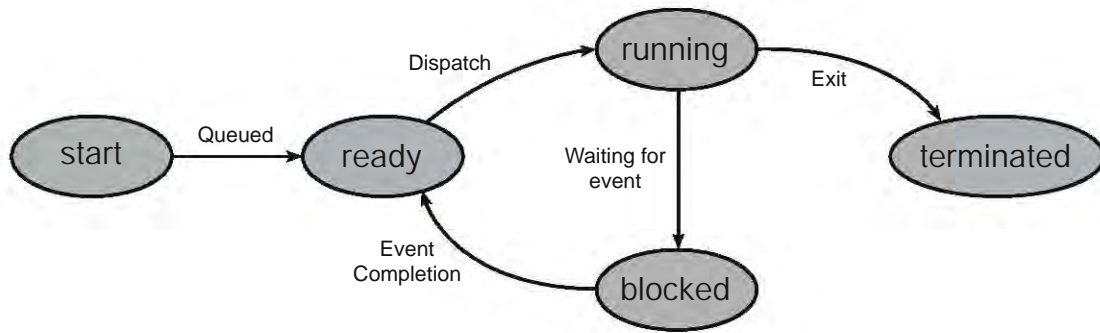 running
Dispatch
Exit
Queued
start
ready
Waiting for
event
terminated
Event
Completion
blocked